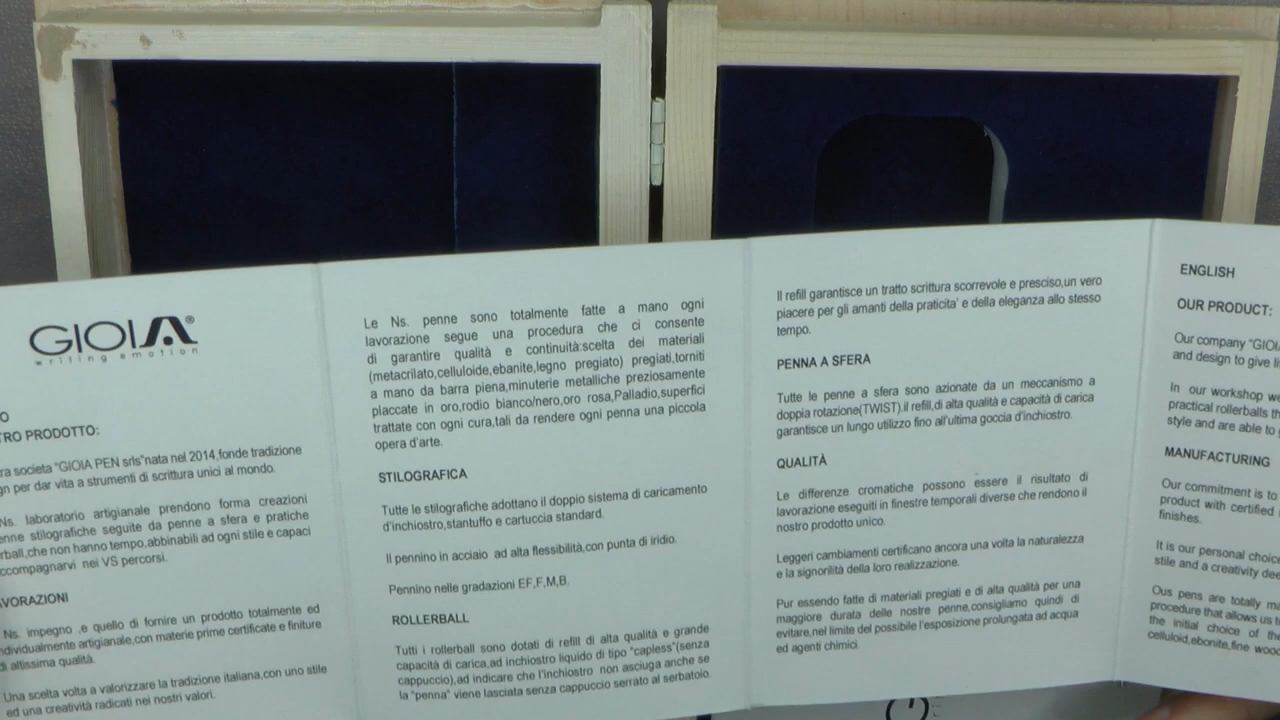 GIOIA®
writing emotion
O
TRO PRODOTTO:
ra societa "GIOIA PEN srls"nata nel 2014,fonde tradizione
gn per dar vita a strumenti di scrittura unici al mondo.
Ns. laboratorio artigianale prendono forma creazioni
enne stilografiche seguite da penne a sfera e pratiche
rball,che non hanno tempo,abbinabili ad ogni stile e capaci
ccompagnarvi nei VS percorsi.
AVORAZIONI
Ns. impegno ,e quello di fornire un prodotto totalmente ed
ndividualmente artigianale,con materie prime certificate e finiture
di altissima qualità.
Una scelta volta a valorizzare la tradizione italiana,con uno stile
ed una creatività radicati nei nostri valori.
Le Ns. penne sono totalmente fatte a mano ogni
lavorazione segue una procedura che ci consente
di garantire qualità e continuità:scelta dei materiali
(metacrilato,celluloide,ebanite,legno pregiato) pregiati,torniti
a mano da barra piena,minuterie metalliche preziosamente
placcate in oro,rodio bianco/nero,oro rosa,Palladio,superfici
trattate con ogni cura,tali da rendere ogni penna una piccola
opera d'arte.
STILOGRAFICA
Tutte le stilografiche adottano il doppio sistema di caricamento
d'inchiostro,stantuffo e cartuccia standard.
Il pennino in acciaio ad alta flessibilità,con punta di iridio.
Pennino nelle gradazioni EF,F,M,B.
ROLLERBALL
Tutti i rollerball sono dotati di refill di alta qualità e grande
capacità di carica,ad inchiostro liquido di tipo "capless"(senza
cappuccio),ad indicare che l'inchiostro non asciuga anche se
la "penna" viene lasciata senza cappuccio serrato al serbatoio.
Il refill garantisce un tratto scrittura scorrevole e presciso,un vero
piacere per gli amanti della praticita' e della eleganza allo stesso
tempo.
PENNA A SFERA
Tutte le penne a sfera sono azionate da un meccanismo a
doppia rotazione(TWIST).il refill,di alta qualità e capacità di carica
garantisce un lungo utilizzo fino all'ultima goccia d'inchiostro.
QUALITÀ
Le differenze cromatiche possono essere il risultato di
lavorazione eseguiti in finestre temporali diverse che rendono il
nostro prodotto unico.
Leggeri cambiamenti certificano ancora una volta la naturalezza
e la signorilità della loro realizzazione.
Pur essendo fatte di materiali pregiati e di alta qualità per una
maggiore durata delle nostre penne,consigliamo quindi di
evitare,nel limite del possibile l'esposizione prolungata ad acqua
ed agenti chimici.
ENGLISH
OUR PRODUCT:
Our company "GIOIA
and design to give li
In our workshop we
practical rollerballs th
style and are able to
MANUFACTURING
Our commitment is to
product with certified
finishes.
It is our personal choice
stile and a creativity dee
Ous pens are totally m
procedure that allows us t
the initial choice of th
celluloid,ebonite,fine wood